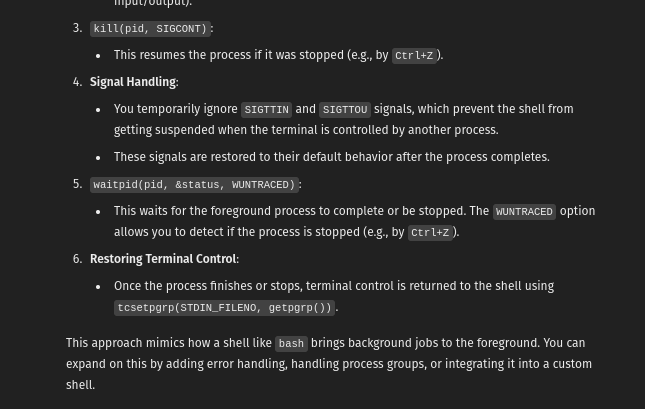 input/output).
3. kill(pid, SIGCONT):
• This resumes the process if it was stopped (e.g., by Ctrl+Z).
4. Signal Handling:
• You temporarily ignore SIGTTIN and SIGTTOU signals, which prevent the shell from
getting suspended when the terminal is controlled by another process.
• These signals are restored to their default behavior after the process completes.
5. waitpid(pid, &status, WUNTRACED):
• This waits for the foreground process to complete or be stopped. The WUNTRACED option
allows you to detect if the process is stopped (e.g., by Ctrl+Z).
6. Restoring Terminal Control:
• Once the process finishes or stops, terminal control is returned to the shell using
tcsetpgrp(STDIN_FILENO, getpgrp()).
This approach mimics how a shell like bash brings background jobs to the foreground. You can
expand on this by adding error handling, handling process groups, or integrating it into a custom
shell.